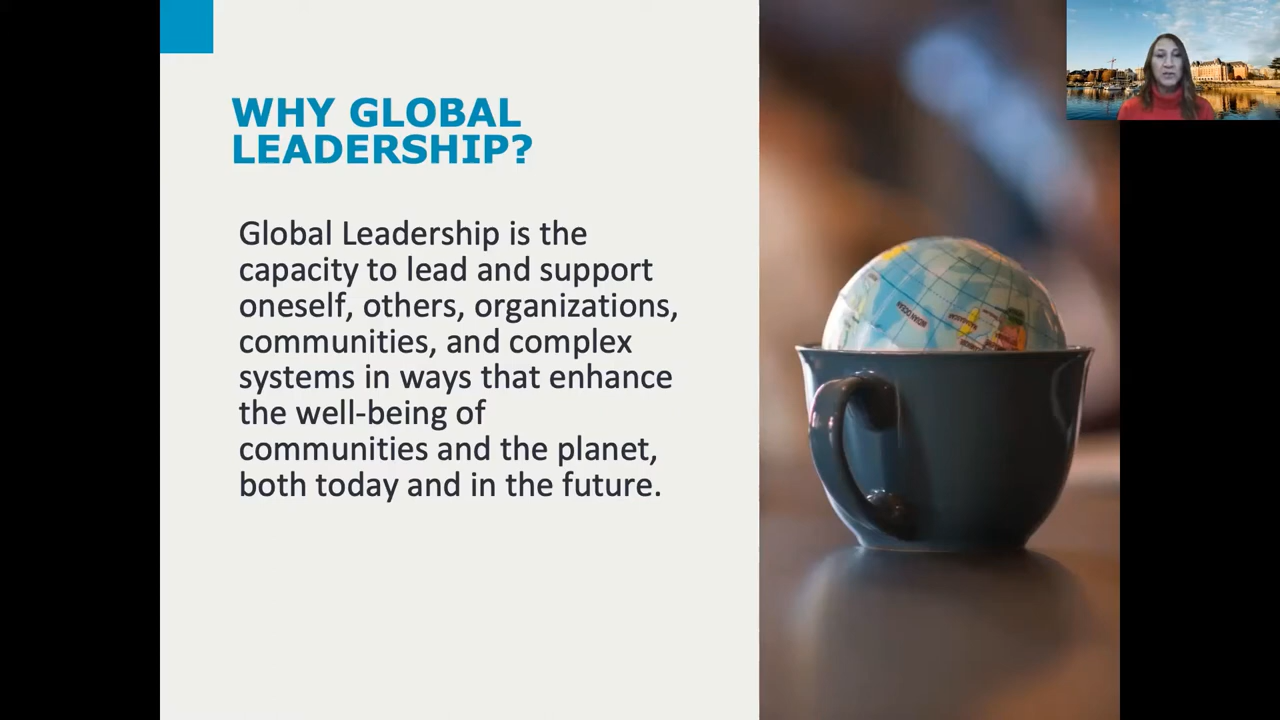 WHY GLOBAL
LEADERSHIP?
Global Leadership is the
capacity to lead and support
oneself, others, organizations,
communities, and complex
systems in ways that enhance
the well-being of
communities and the planet,
both today and in the future.